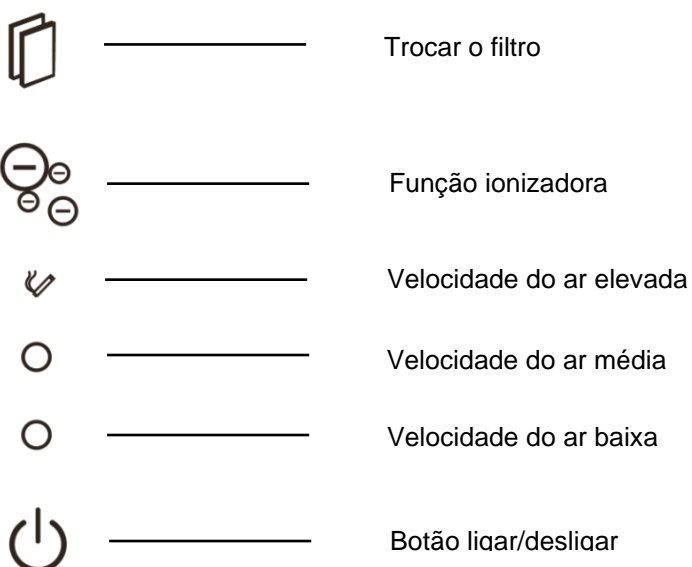 Trocar o filtro
Função ionizadora
Velocidade do ar elevada
Velocidade do ar média
Velocidade do ar baixa
Botão ligar/desligar